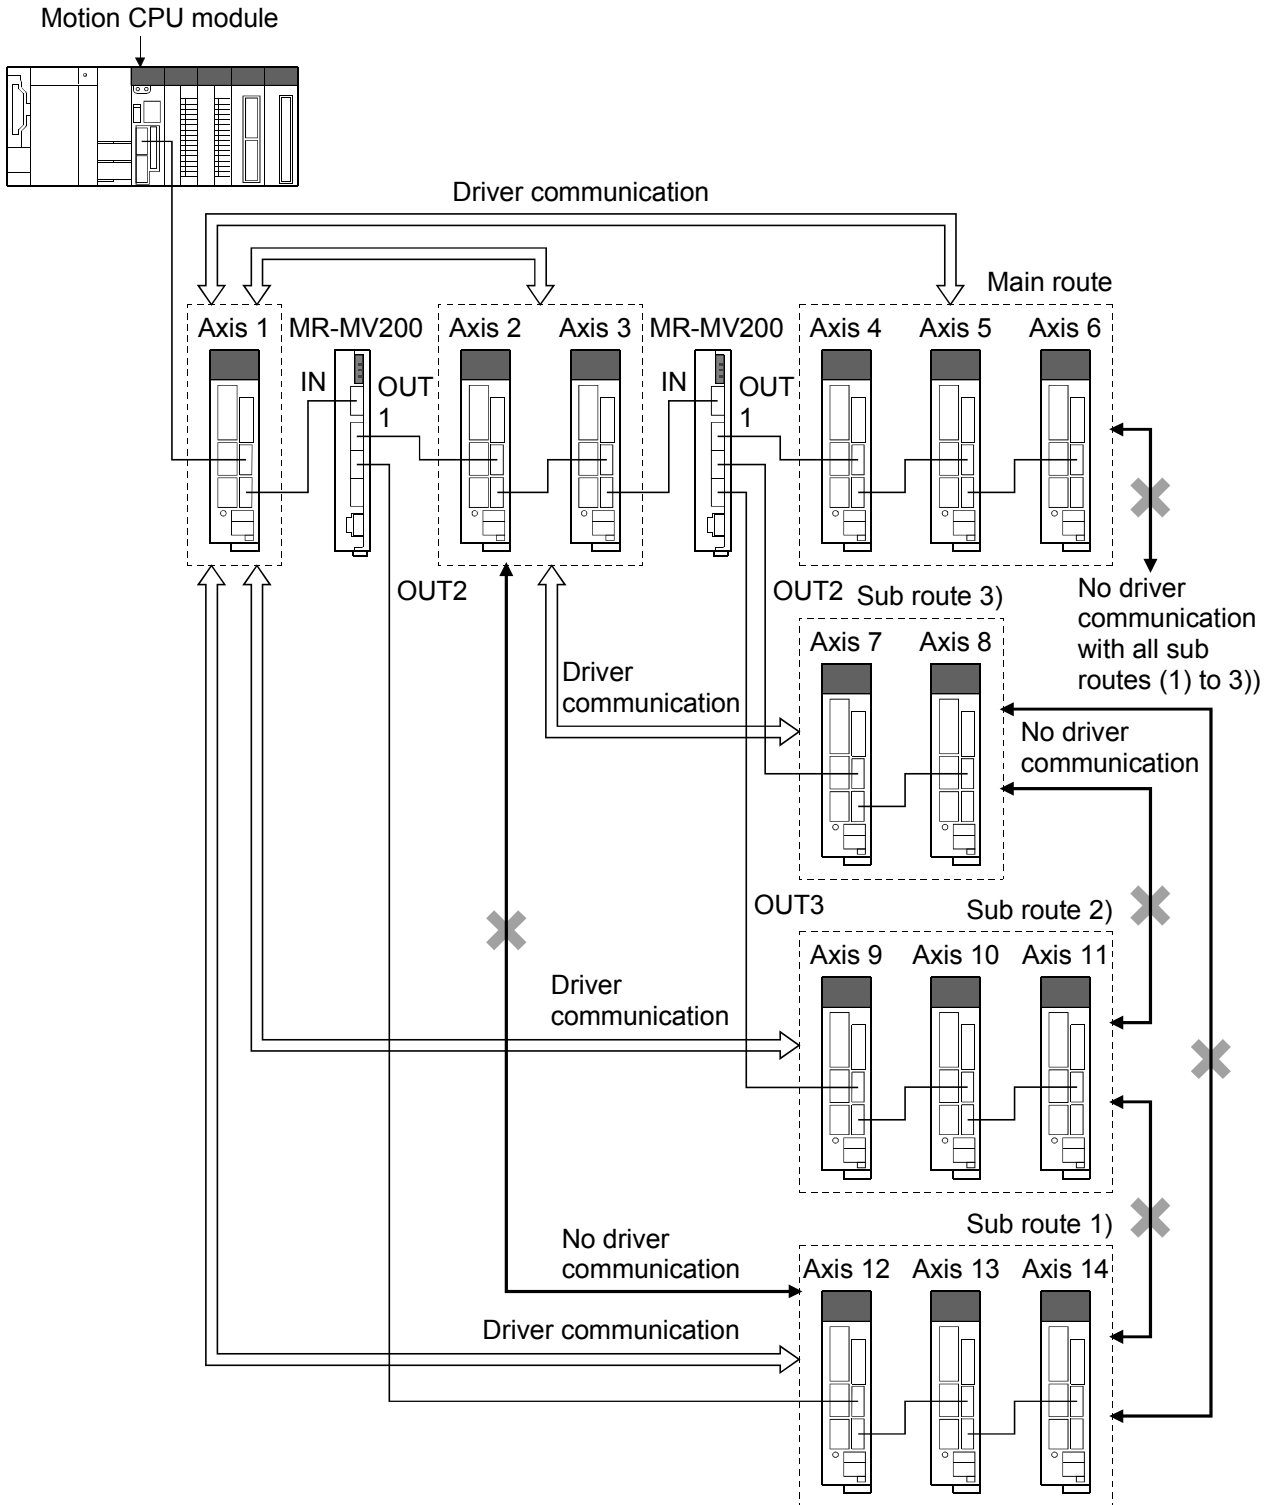 Motion CPU module
Driver communication
Main route
Axis 1
MR-MV200
Axis 2
Axis 3
MR-MV200
Axis 4
Axis 5
Axis 6
IN
OUT
1
IN
OUT
1
OUT2
OUT2
Sub route 3)
No driver
communication
with all sub
routes (1) to 3))
Axis 7
Axis 8
Driver
communication
No driver
communication
OUT3
Sub route 2)
Axis 9
Axis 10
Axis 11
Driver
communication
Sub route 1)
No driver
communication
Axis 12
Axis 13
Axis 14
Driver communication